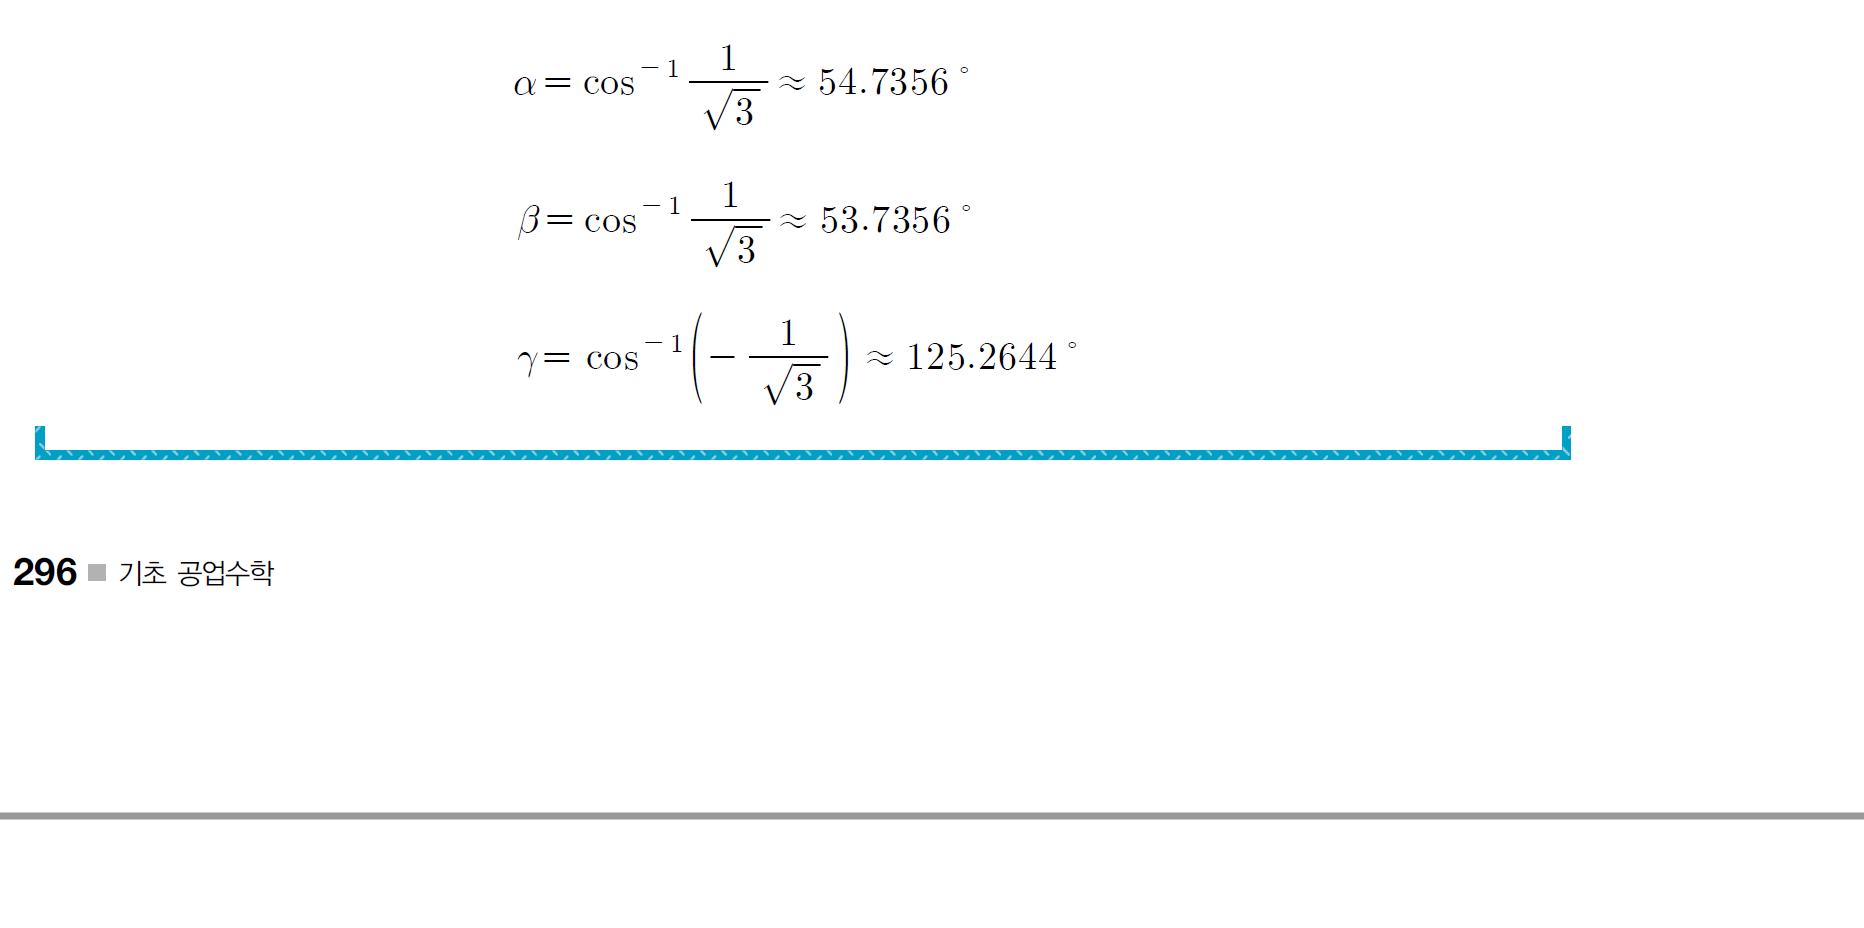 α = cos⁻¹ 1/√3 ≈ 54.7356°
β = cos⁻¹ 1/√3 ≈ 53.7356°
γ = cos⁻¹(− 1/√3) ≈ 125.2644°
296 ■ 기초 공업수학